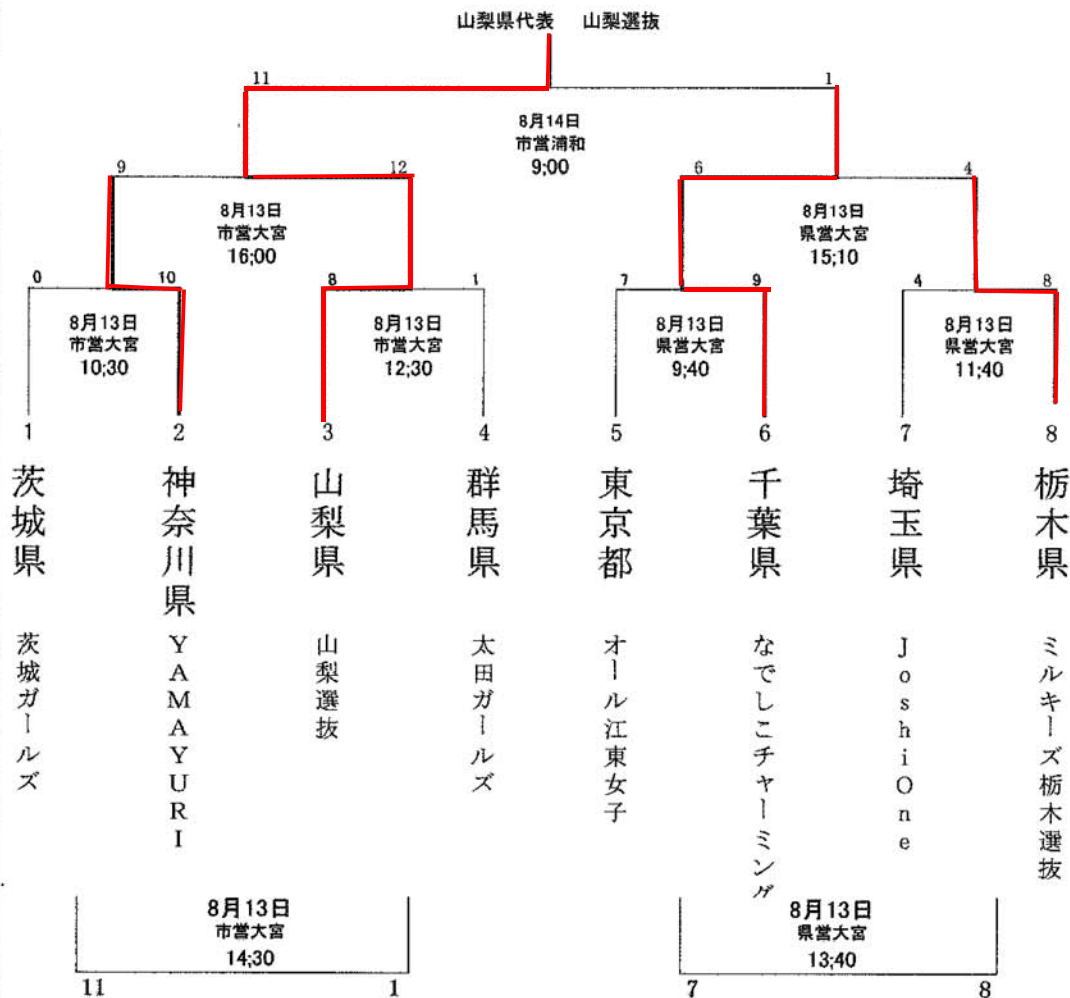 山梨県代表 山梨選抜
11 1
8月14日
市営浦和
9;00
9 12 6 4
8月13日
市営大宮
16;00
8月13日
県営大宮
15;10
0 10 8 1 7 9 4 8
8月13日
市営大宮
10;30
8月13日
市営大宮
12;30
8月13日
県営大宮
9;40
8月13日
県営大宮
11;40
1 2 3 4 5 6 7 8
茨城県
神奈川県
山梨県
群馬県
東京都
千葉県
埼玉県
栃木県
茨城ガールズ
YAMAYURI
山梨選抜
太田ガールズ
オール江東女子
なでしこチャーミング
JoshiOne
ミルキーズ栃木選抜
8月13日
市営大宮
14;30
11 1
8月13日
県営大宮
13;40
7 8